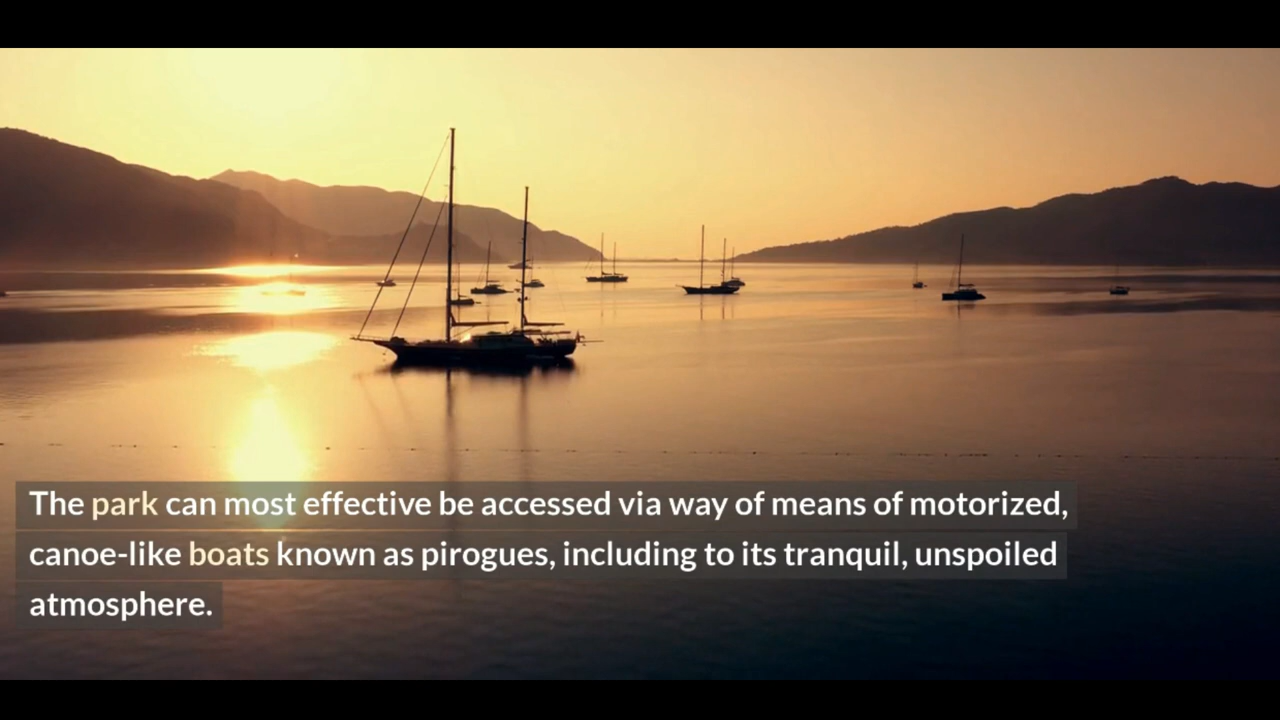 The park can most effective be accessed via way of means of motorized,
canoe-like boats known as pirogues, including to its tranquil, unspoiled
atmosphere.